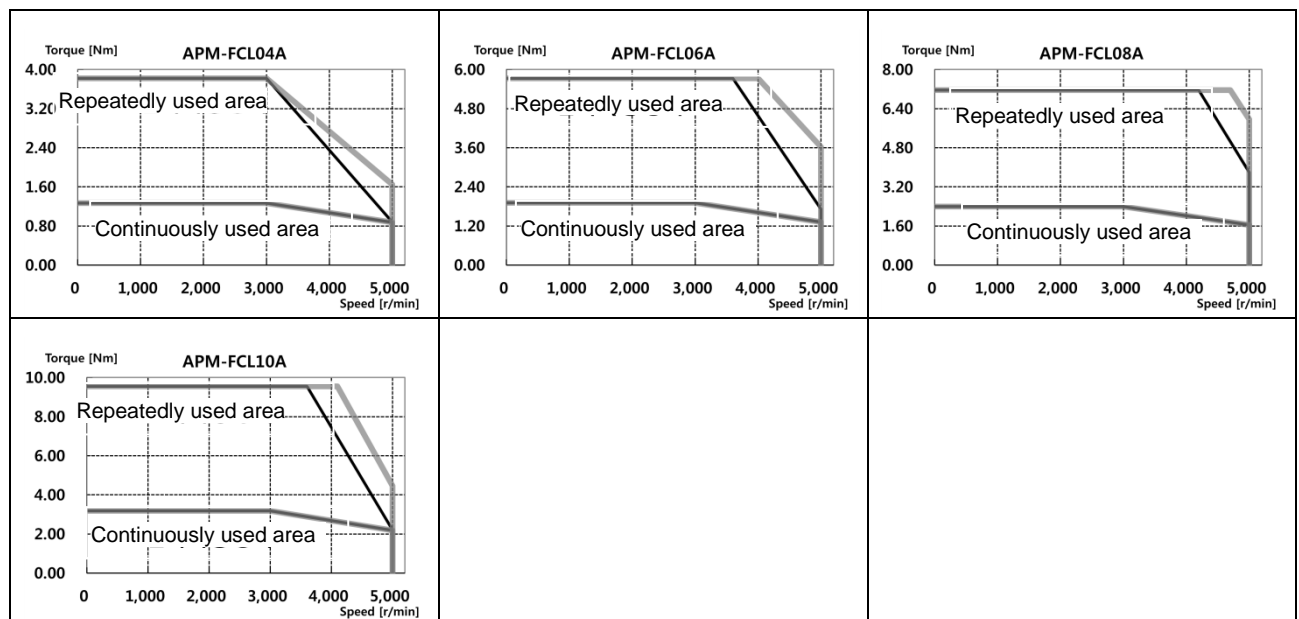 Torque [Nm] APM-FCL04A
4.00
3.20
Repeatedly used area
2.40
1.60
0.80
Continuously used area
0.00
0 1,000 2,000 3,000 4,000 5,000
Speed [r/min]
Torque [Nm] APM-FCL06A
6.00
4.80
Repeatedly used area
3.60
2.40
1.20
Continuously used area
0.00
0 1,000 2,000 3,000 4,000 5,000
Speed [r/min]
Torque [Nm] APM-FCL08A
8.00
6.40
Repeatedly used area
4.80
3.20
1.60
Continuously used area
0.00
0 1,000 2,000 3,000 4,000 5,000
Speed [r/min]
Torque [Nm] APM-FCL10A
10.00
8.00
Repeatedly used area
6.00
4.00
2.00
Continuously used area
0.00
0 1,000 2,000 3,000 4,000 5,000
Speed [r/min]